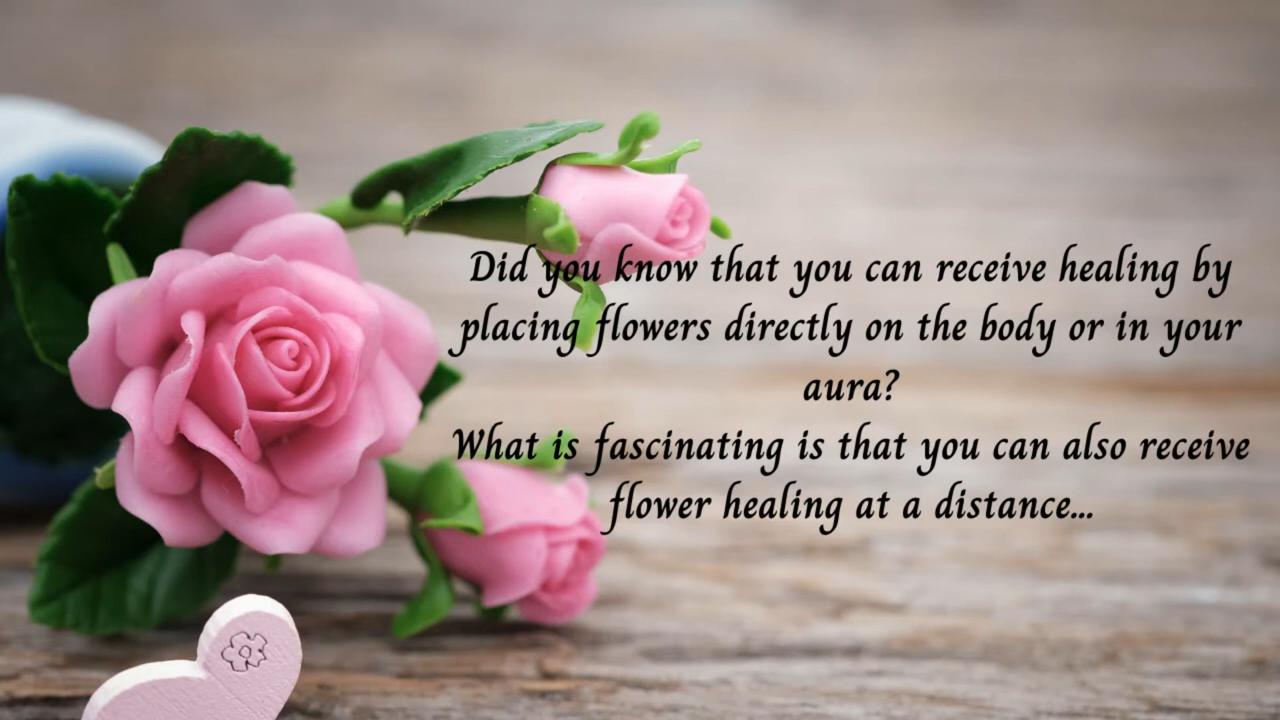 Did you know that you can receive healing by
placing flowers directly on the body or in your
aura?
What is fascinating is that you can also receive
flower healing at a distance...